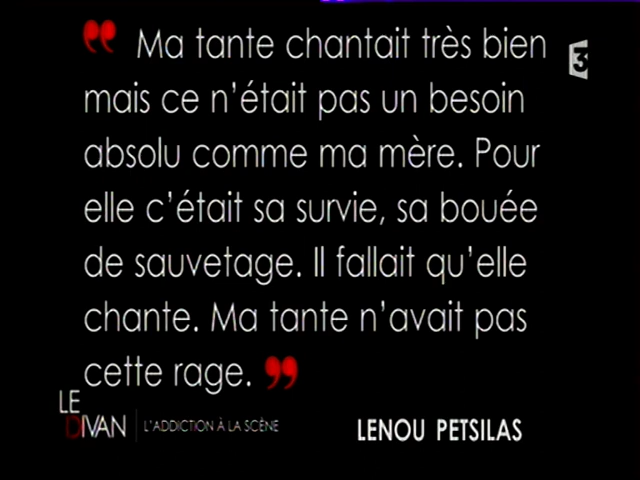 ❝ Ma tante chantait très bien
mais ce n'était pas un besoin
absolu comme ma mère. Pour
elle c'était sa survie, sa bouée
de sauvetage. Il fallait qu'elle
chante. Ma tante n'avait pas
cette rage. ❞
3
LE
DIVAN
L'ADDICTION À LA SCÈNE
LENOU PETSILAS